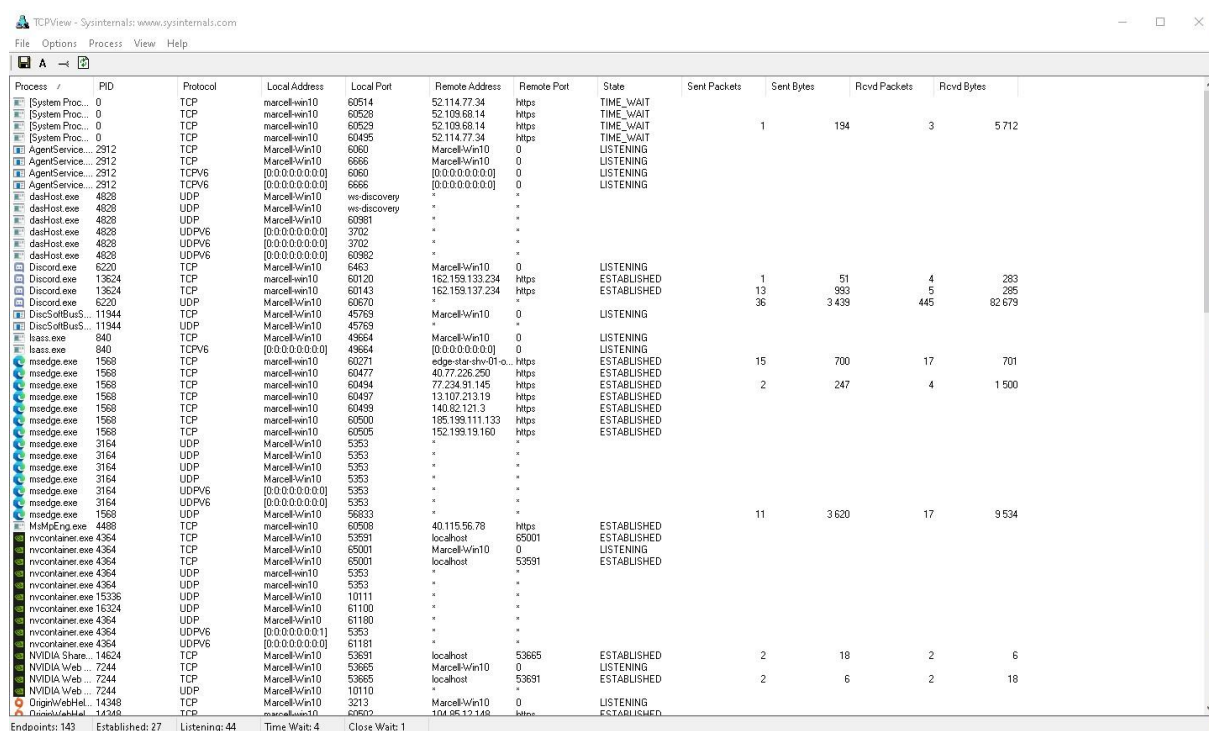 TCPView - Sysinternals: www.sysinternals.com
File Options Process View Help
A
Process / PID Protocol Local Address Local Port Remote Address Remote Port State Sent Packets Sent Bytes Rcvd Packets Rcvd Bytes
[System Proc... 0 TCP marcell-win10 60514 52.114.77.34 https TIME_WAIT
[System Proc... 0 TCP marcell-win10 60528 52.109.68.14 https TIME_WAIT
[System Proc... 0 TCP marcell-win10 60529 52.109.68.14 https TIME_WAIT 1 194 3 5 712
[System Proc... 0 TCP marcell-win10 60495 52.114.77.34 https TIME_WAIT
AgentService.... 2912 TCP Marcell-Win10 6060 Marcell-Win10 0 LISTENING
AgentService.... 2912 TCP Marcell-Win10 6666 Marcell-Win10 0 LISTENING
AgentService.... 2912 TCPV6 [0:0:0:0:0:0:0:0] 6060 [0:0:0:0:0:0:0:0] 0 LISTENING
AgentService.... 2912 TCPV6 [0:0:0:0:0:0:0:0] 6666 [0:0:0:0:0:0:0:0] 0 LISTENING
dasHost.exe 4828 UDP Marcell-Win10 ws-discovery * *
dasHost.exe 4828 UDP Marcell-Win10 ws-discovery * *
dasHost.exe 4828 UDP Marcell-Win10 60981 * *
dasHost.exe 4828 UDPV6 [0:0:0:0:0:0:0:0] 3702 * *
dasHost.exe 4828 UDPV6 [0:0:0:0:0:0:0:0] 3702 * *
dasHost.exe 4828 UDPV6 [0:0:0:0:0:0:0:0] 60982 * *
Discord.exe 6220 TCP Marcell-Win10 6463 Marcell-Win10 0 LISTENING
Discord.exe 13624 TCP marcell-win10 60120 162.159.133.234 https ESTABLISHED 1 51 4 283
Discord.exe 13624 TCP marcell-win10 60143 162.159.137.234 https ESTABLISHED 13 993 5 285
Discord.exe 6220 UDP Marcell-Win10 60670 * * 36 3 439 445 82 679
DiscSoftBusS... 11944 TCP Marcell-Win10 45769 Marcell-Win10 0 LISTENING
DiscSoftBusS... 11944 UDP Marcell-Win10 45769 * *
lsass.exe 840 TCP Marcell-Win10 49664 Marcell-Win10 0 LISTENING
lsass.exe 840 TCPV6 [0:0:0:0:0:0:0:0] 49664 [0:0:0:0:0:0:0:0] 0 LISTENING
msedge.exe 1568 TCP marcell-win10 60271 edge-star-shv-01-o... https ESTABLISHED 15 700 17 701
msedge.exe 1568 TCP marcell-win10 60477 40.77.226.250 https ESTABLISHED
msedge.exe 1568 TCP marcell-win10 60494 77.234.91.145 https ESTABLISHED 2 247 4 1 500
msedge.exe 1568 TCP marcell-win10 60497 13.107.213.19 https ESTABLISHED
msedge.exe 1568 TCP marcell-win10 60499 140.82.121.3 https ESTABLISHED
msedge.exe 1568 TCP marcell-win10 60500 185.199.111.133 https ESTABLISHED
msedge.exe 1568 TCP marcell-win10 60505 152.199.19.160 https ESTABLISHED
msedge.exe 3164 UDP Marcell-Win10 5353 * *
msedge.exe 3164 UDP Marcell-Win10 5353 * *
msedge.exe 3164 UDP Marcell-Win10 5353 * *
msedge.exe 3164 UDP Marcell-Win10 5353 * *
msedge.exe 3164 UDPV6 [0:0:0:0:0:0:0:0] 5353 * *
msedge.exe 3164 UDPV6 [0:0:0:0:0:0:0:0] 5353 * *
msedge.exe 1568 UDP Marcell-Win10 56833 * * 11 3 620 17 9 534
MsMpEng.exe 4488 TCP marcell-win10 60508 40.115.56.78 https ESTABLISHED
nvcontainer.exe 4364 TCP Marcell-Win10 53591 localhost 65001 ESTABLISHED
nvcontainer.exe 4364 TCP Marcell-Win10 65001 Marcell-Win10 0 LISTENING
nvcontainer.exe 4364 TCP Marcell-Win10 65001 localhost 53591 ESTABLISHED
nvcontainer.exe 4364 UDP marcell-win10 5353 * *
nvcontainer.exe 4364 UDP marcell-win10 5353 * *
nvcontainer.exe 15336 UDP Marcell-Win10 10111 * *
nvcontainer.exe 16324 UDP Marcell-Win10 61100 * *
nvcontainer.exe 4364 UDP Marcell-Win10 61180 * *
nvcontainer.exe 4364 UDPV6 [0:0:0:0:0:0:0:1] 5353 * *
nvcontainer.exe 4364 UDPV6 [0:0:0:0:0:0:0:0] 61181 * *
NVIDIA Share... 14624 TCP Marcell-Win10 53691 localhost 53665 ESTABLISHED 2 18 2 6
NVIDIA Web ... 7244 TCP Marcell-Win10 53665 Marcell-Win10 0 LISTENING
NVIDIA Web ... 7244 TCP Marcell-Win10 53665 localhost 53691 ESTABLISHED 2 6 2 18
NVIDIA Web ... 7244 UDP Marcell-Win10 10110 * *
OriginWebHel... 14348 TCP Marcell-Win10 3213 Marcell-Win10 0 LISTENING
OriginWebHel... 14348 TCP marcell-win10 60502 104.85.12.148 https ESTABLISHED
Endpoints: 143 Established: 27 Listening: 44 Time Wait: 4 Close Wait: 1